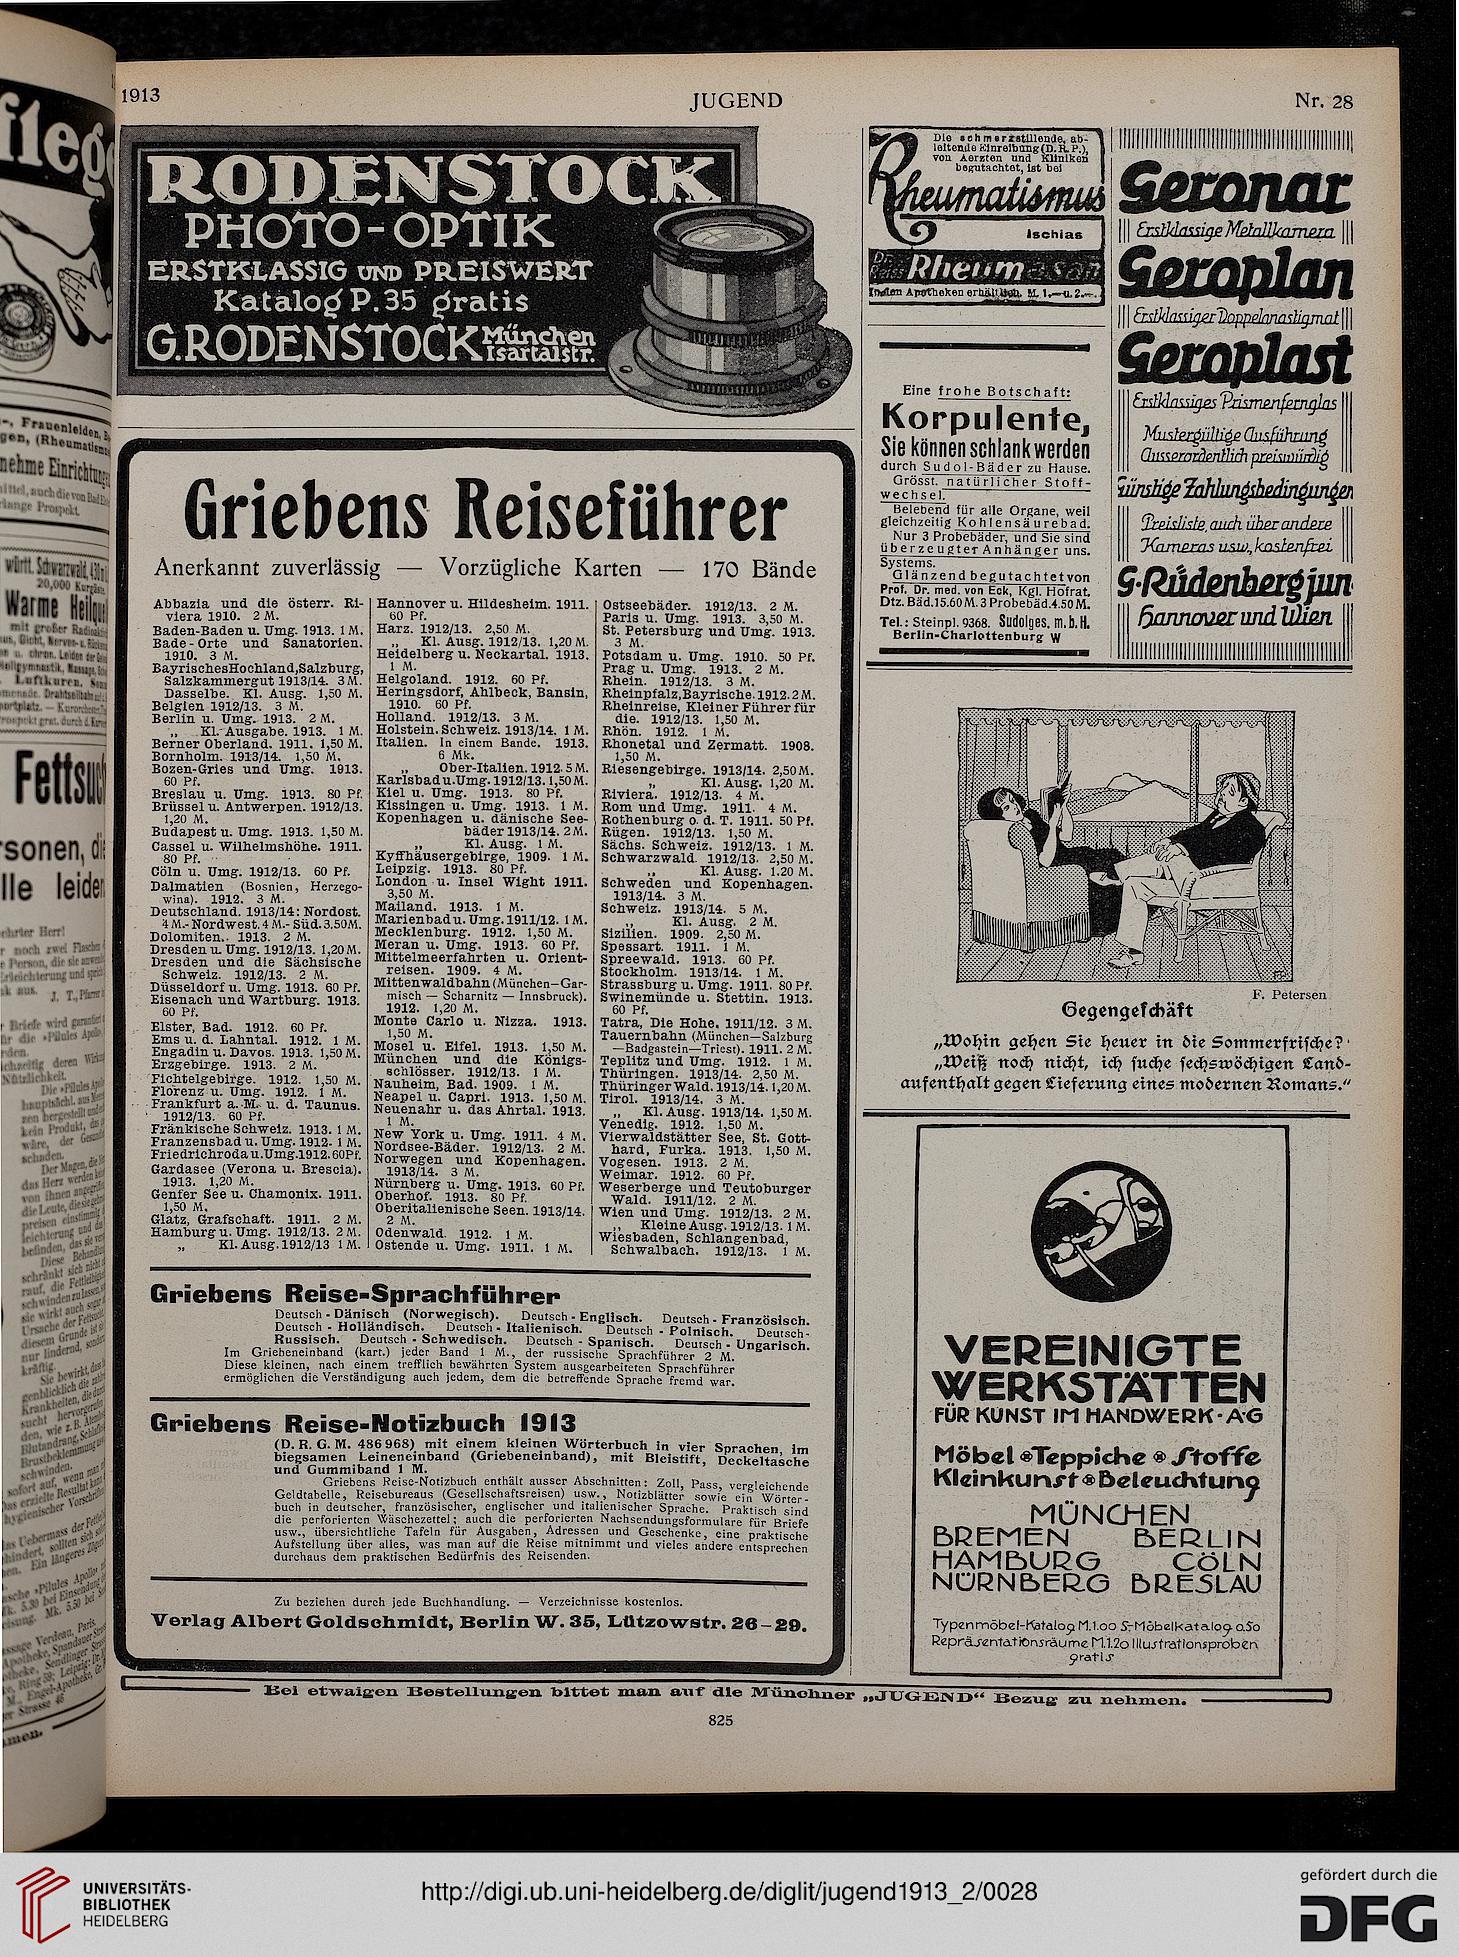 1913
JUGEND
Nr. 28
RODENSTOCK
PHOTO-OPTIK
ERSTKLASSIG UND PREISWERT
Katalog P. 35 gratis
G. RODENSTOCK München
Isartalstr.
Griebens Reiseführer
Anerkannt zuverlässig — Vorzügliche Karten — 170 Bände
Abbazia und die österr. Ri-
viera 1910. 2 M.
Baden-Baden u. Umg. 1913. 1 M.
Bade-Orte und Sanatorien.
1910. 3 M.
Bayrisches Hochland, Salzburg,
Salzkammergut 1913/14. 3 M.
Dasselbe. Kl. Ausg. 1,50 M.
Belgien 1912/13. 3 M.
Berlin u. Umg. 1913. 2 M.
„ Kl. Ausgabe. 1913. 1 M.
Berner Oberland. 1911. 1,50 M.
Bornholm. 1913/14. 1,50 M.
Bozen-Gries und Umg. 1913.
60 Pf.
Breslau u. Umg. 1913. 80 Pf.
Brüssel u. Antwerpen. 1912/13.
1,20 M.
Budapest u. Umg. 1913. 1,50 M.
Cassel u. Wilhelmshöhe. 1911.
80 Pf.
Cöln u. Umg. 1912/13. 60 Pf.
Dalmatien (Bosnien, Herzego-
wina). 1912. 3 M.
Deutschland. 1913/14: Nordost.
4 M.- Nordwest. 4 M.- Süd. 3.50M.
Dolomiten. 1913. 2 M.
Dresden u. Umg. 1912/13. 1,20 M.
Dresden und die Sächsische
Schweiz. 1912/13. 2 M.
Düsseldorf u. Umg. 1913. 60 Pf.
Eisenach und Wartburg. 1913.
60 Pf.
Elster, Bad. 1912. 60 Pf.
Ems u. d. Lahntal. 1912. 1 M.
Engadin u. Davos. 1913. 1,50 M.
Erzgebirge. 1913. 2 M.
Fichtelgebirge. 1912. 1,50 M.
Florenz u. Umg. 1912. 1 M.
Frankfurt a. M. u. d. Taunus.
1912/13. 60 Pf.
Fränkische Schweiz. 1913. 1 M.
Franzensbad u. Umg. 1912. 1 M.
Friedrichroda u. Umg. 1912. 60 Pf.
Gardasee (Verona u. Brescia).
1913. 1,20 M.
Genfer See u. Chamonix. 1911.
1,50 M.
Glatz, Grafschaft. 1911. 2 M.
Hamburg u. Umg. 1912/13. 2 M.
„ Kl. Ausg. 1912/13 1 M.
Hannover u. Hildesheim. 1911.
60 Pf.
Harz. 1912/13. 2,50 M.
„ Kl. Ausg. 1912/13. 1,20 M.
Heidelberg u. Neckartal. 1913.
1 M.
Helgoland. 1912. 60 Pf.
Heringsdorf, Ahlbeck, Bansin,
1910. 60 Pf.
Holland. 1912/13. 3 M.
Holstein. Schweiz. 1913/14. 1 M.
Italien. In einem Bande. 1913.
6 Mk.
„ Ober-Italien. 1912. 5 M.
Karlsbad u. Umg. 1912/13. 1,50 M.
Kiel u. Umg. 1913. 80 Pf.
Kissingen u. Umg. 1913. 1 M.
Kopenhagen u. dänische See-
bäder 1913/14. 2 M.
„ Kl. Ausg. 1 M.
Kyffhäusergebirge, 1909. 1 M.
Leipzig. 1913. 80 Pf.
London u. Insel Wight 1911.
3,50 M.
Mailand. 1913. 1 M.
Marienbad u. Umg. 1911/12. 1 M.
Mecklenburg. 1912. 1,50 M.
Meran u. Umg. 1913. 60 Pf.
Mittelmeerfahrten u. Orient-
reisen. 1909. 4 M.
Mittenwaldbahn (München—Gar-
misch — Scharnitz — Innsbruck).
1912. 1,20 M.
Monte Carlo u. Nizza. 1913.
1,50 M.
Mosel u. Eifel. 1913. 1,50 M.
München und die Königs-
schlösser. 1912/13. 1 M.
Nauheim, Bad. 1909. 1 M.
Neapel u. Capri. 1913. 1,50 M.
Neuenahr u. das Ahrtal. 1913.
1 M.
New York u. Umg. 1911. 4 M.
Nordsee-Bäder. 1912/13. 2 M.
Norwegen und Kopenhagen.
1913/14. 3 M.
Nürnberg u. Umg. 1913. 60 Pf.
Oberhof. 1913. 80 Pf.
Oberitalienische Seen. 1913/14.
2 M.
Odenwald. 1912. 1 M.
Ostende u. Umg. 1911. 1 M.
Ostseebäder. 1912/13. 2 M.
Paris u. Umg. 1913. 3,50 M.
St. Petersburg und Umg. 1913.
3 M.
Potsdam u. Umg. 1910. 50 Pf.
Prag u. Umg. 1913. 2 M.
Rhein. 1912/13. 3 M.
Rheinpfalz, Bayrische. 1912. 2 M.
Rheinreise, Kleiner Führer für
die. 1912/13. 1,50 M.
Rhön. 1912. 1 M.
Rhonetal und Zermatt. 1908.
1,50 M.
Riesengebirge. 1913/14. 2,50 M.
„ Kl. Ausg. 1,20 M.
Riviera. 1912/13. 4 M.
Rom und Umg. 1911. 4 M.
Rothenburg o. d. T. 1911. 50 Pf.
Rügen. 1912/13. 1,50 M.
Sächs. Schweiz. 1912/13. 1 M.
Schwarzwald 1912/13. 2,50 M.
„ Kl. Ausg. 1.20 M.
Schweden und Kopenhagen.
1913/14. 3 M.
Schweiz. 1913/14. 5 M.
„ Kl. Ausg. 2 M.
Sizilien. 1909. 2,50 M.
Spessart. 1911. 1 M.
Spreewald. 1913. 60 Pf.
Stockholm. 1913/14. 1 M.
Strassburg u. Umg. 1911. 80 Pf.
Swinemünde u. Stettin. 1913.
60 Pf.
Tatra, Die Hohe. 1911/12. 3 M.
Tauernbahn (München—Salzburg
—Badgastein—Triest). 1911. 2 M.
Teplitz und Umg. 1912. 1 M.
Thüringen. 1913/14. 2,50 M.
Thüringer Wald. 1913/14. 1,20 M.
Tirol. 1913/14. 3 M.
„ Kl. Ausg. 1913/14. 1,50 M.
Venedig. 1912. 1,50 M.
Vierwaldstätter See, St. Gott-
hard, Furka. 1913. 1,50 M.
Vogesen. 1913. 2 M.
Weimar. 1912. 60 Pf.
Weserberge und Teutoburger
Wald. 1911/12. 2 M.
Wien und Umg. 1912/13. 2 M.
„ Kleine Ausg. 1912/13. 1 M.
Wiesbaden, Schlangenbad,
Schwalbach. 1912/13. 1 M.
Griebens Reise-Sprachführer
Deutsch - Dänisch (Norwegisch). Deutsch - Englisch. Deutsch - Französisch.
Deutsch - Holländisch. Deutsch - Italienisch. Deutsch - Polnisch. Deutsch-
Russisch. Deutsch - Schwedisch. Deutsch - Spanisch. Deutsch - Ungarisch.
Im Griebeneinband (kart.) jeder Band 1 M., der russische Sprachführer 2 M.
Diese kleinen, nach einem trefflich bewährten System ausgearbeiteten Sprachführer
ermöglichen die Verständigung auch jedem, dem die betreffende Sprache fremd war.
Griebens Reise-Notizbuch 1913
(D. R. G. M. 486 968) mit einem kleinen Wörterbuch in vier Sprachen, im
biegsamen Leineneinband (Griebeneinband), mit Bleistift, Deckeltasche
und Gummiband 1 M.
Griebens Reise-Notizbuch enthält ausser Abschnitten: Zoll, Pass, vergleichende
Geldtabelle, Reisebureaus (Gesellschaftsreisen) usw., Notizblätter sowie ein Wörter-
buch in deutscher, französischer, englischer und italienischer Sprache. Praktisch sind
die perforierten Wäschezettel; auch die perforierten Nachsendungsformulare für Briefe
usw., übersichtliche Tafeln für Ausgaben, Adressen und Geschenke, eine praktische
Aufstellung über alles, was man auf die Reise mitnimmt und vieles andere entsprechen
durchaus dem praktischen Bedürfnis des Reisenden.
Zu beziehen durch jede Buchhandlung. — Verzeichnisse kostenlos.
Verlag Albert Goldschmidt, Berlin W. 35, Lützowstr. 26-29.
Die schmerzstillende, ab-
leitende Einreibung (D. R. P.),
von Aerzten und Kliniken
begutachtet, ist bei
Rheumatismus
Ischias
Dr. Reiss Rheumasan
In allen Apotheken erhältlich. M. 1.— u. 2.—.
Eine frohe Botschaft:
Korpulente,
Sie können schlank werden
durch Sudol-Bäder zu Hause.
Grösst. natürlicher Stoff-
wechsel.
Belebend für alle Organe, weil
gleichzeitig Kohlensäurebad.
Nur 3 Probebäder, und Sie sind
überzeugter Anhänger uns.
Systems.
Glänzend begutachtet von
Prof. Dr. med. von Eck, Kgl. Hofrat.
Dtz. Bäd. 15.60 M. 3 Probebäd. 4.50 M.
Tel.: Steinpl. 9368. Sudolges. m. b. H.
Berlin-Charlottenburg W
Geronar
Erstklassige Metallkamera
Geroplan
Erstklassiger Doppelanastigmat
Geroplast
Erstklassiges Prismenfernglas
Mustergültige Ausführung
Ausserordentlich preiswürdig
Günstige Zahlungsbedingungen
Preisliste, auch über andere
Kameras usw., kostenfrei
G. Rüdenberg jun
Hannover und Wien
F. Petersen
Gegengeschäft
„Wohin gehen Sie heuer in die Sommerfrische?“
„Weiß noch nicht, ich suche sechswöchigen Land-
aufenthalt gegen Lieferung eines modernen Romans.“
VEREINIGTE
WERKSTÄTTEN
FÜR KUNST IM HANDWERK·A·G
Möbel Teppiche Stoffe
Kleinkunst Beleuchtung
MÜNCHEN
BREMEN BERLIN
HAMBURG CÖLN
NÜRNBERG BRESLAU
Typenmöbel-Katalog M.1.00 S-Möbelkatalog 0.50
Repräsentationsräume M.1.20 Illustrationsproben
gratis
Bei etwaigen Bestellungen bittet man auf die Münchner „JUGEND“ Bezug zu nehmen.
825
UNIVERSITÄTS-
BIBLIOTHEK
HEIDELBERG
http://digi.ub.uni-heidelberg.de/diglit/jugend1913_2/0028
gefördert durch die
DFG